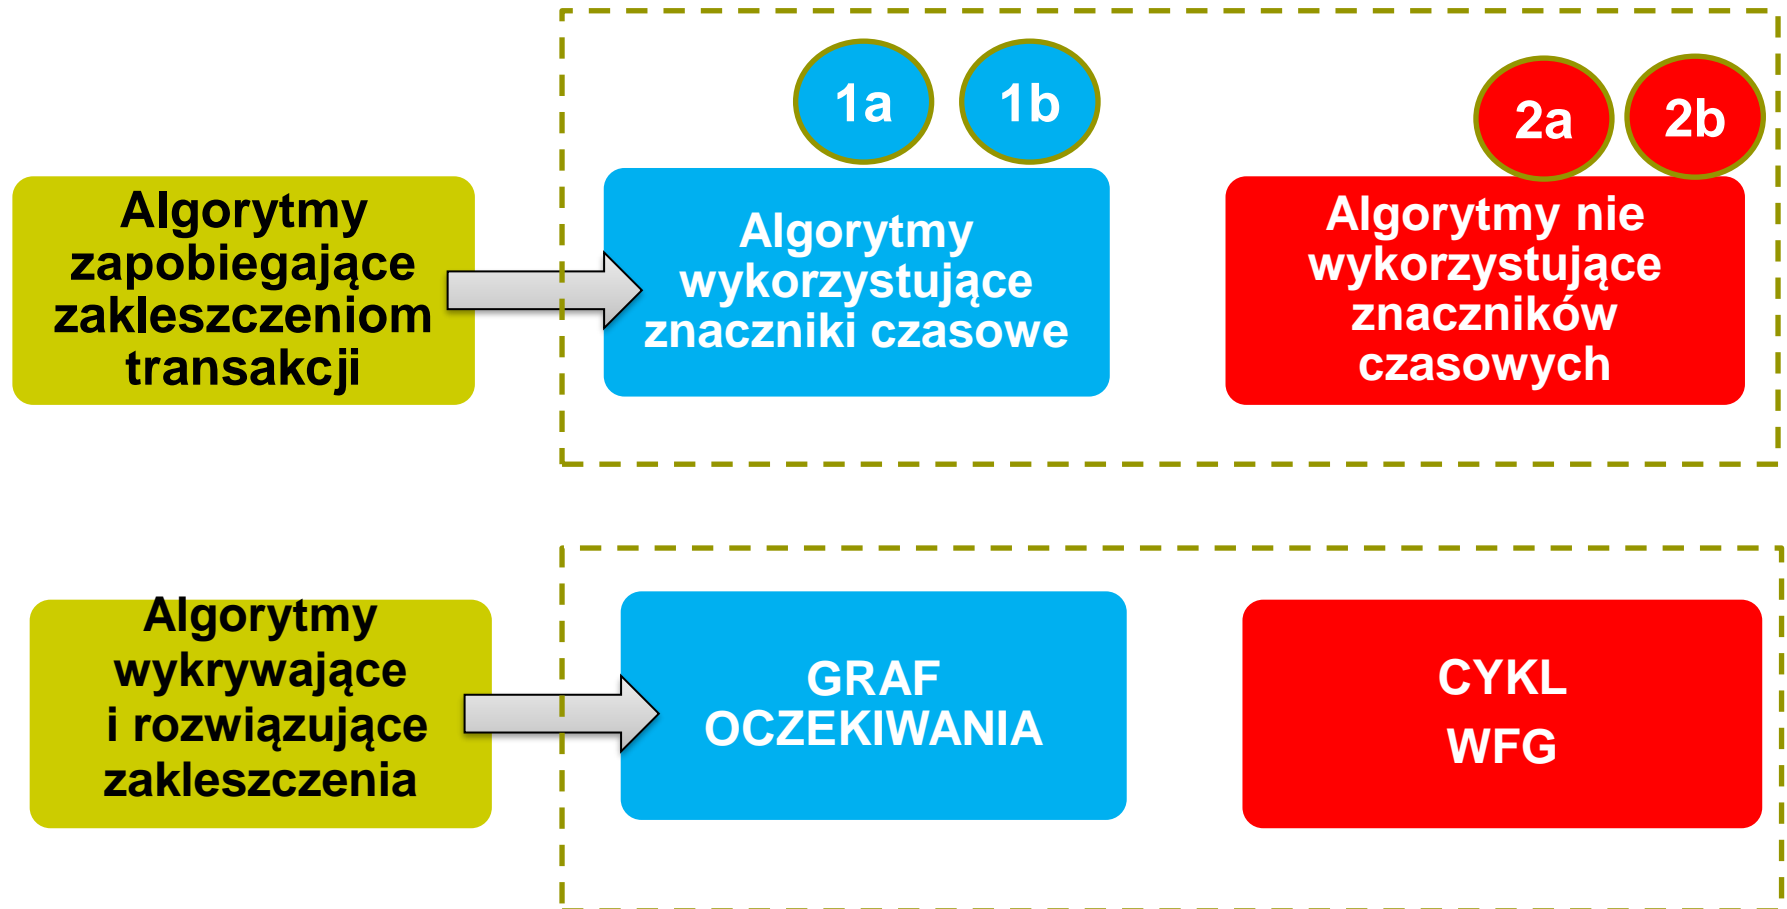 1a
1b
2a
2b
Algorytmy
zapobiegające
zakleszczeniom
transakcji
Algorytmy
wykorzystujące
znaczniki czasowe
Algorytmy nie
wykorzystujące
znaczników
czasowych
Algorytmy
wykrywające
i rozwiązujące
zakleszczenia
GRAF
OCZEKIWANIA
CYKL
WFG